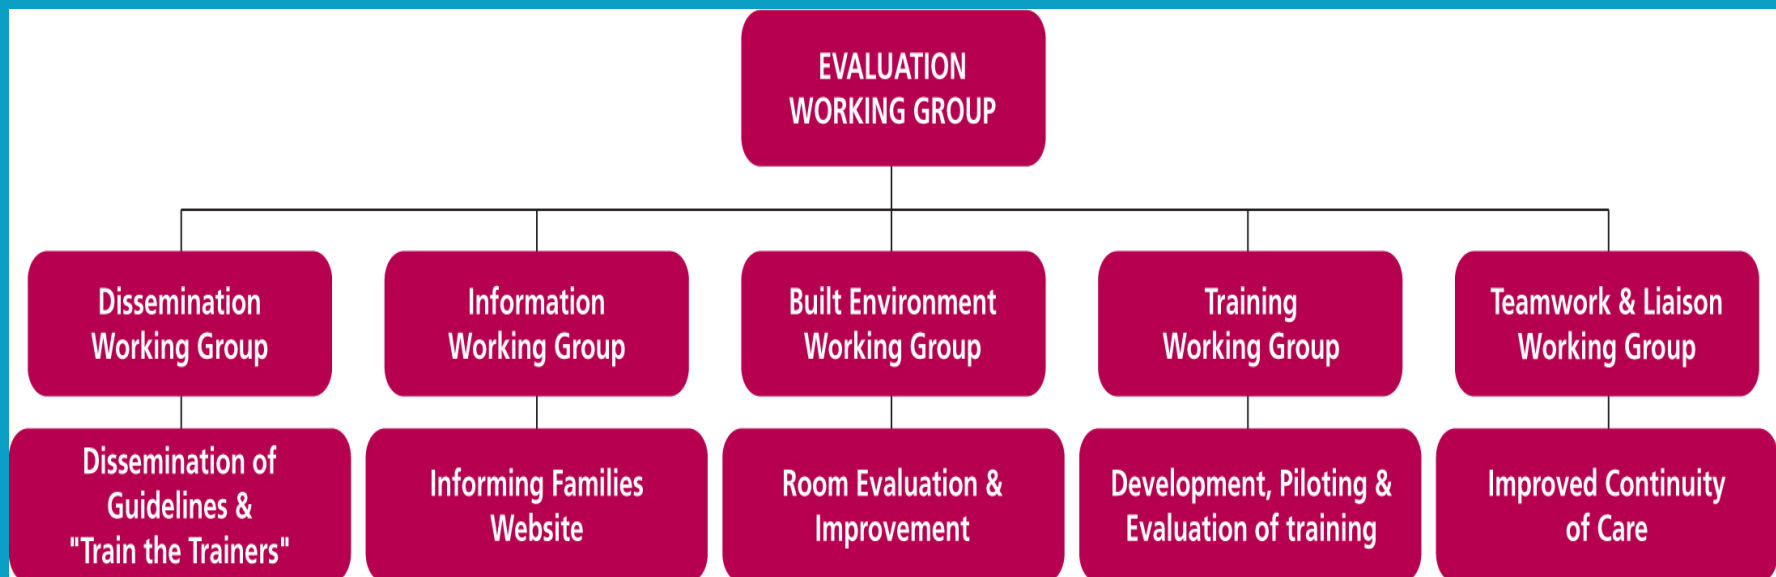 EVALUATION
WORKING GROUP
Dissemination
Working Group
Information
Working Group
Built Environment
Working Group
Training
Working Group
Teamwork & Liaison
Working Group
Dissemination of
Guidelines &
"Train the Trainers"
Informing Families
Website
Room Evaluation &
Improvement
Development, Piloting &
Evaluation of training
Improved Continuity
of Care